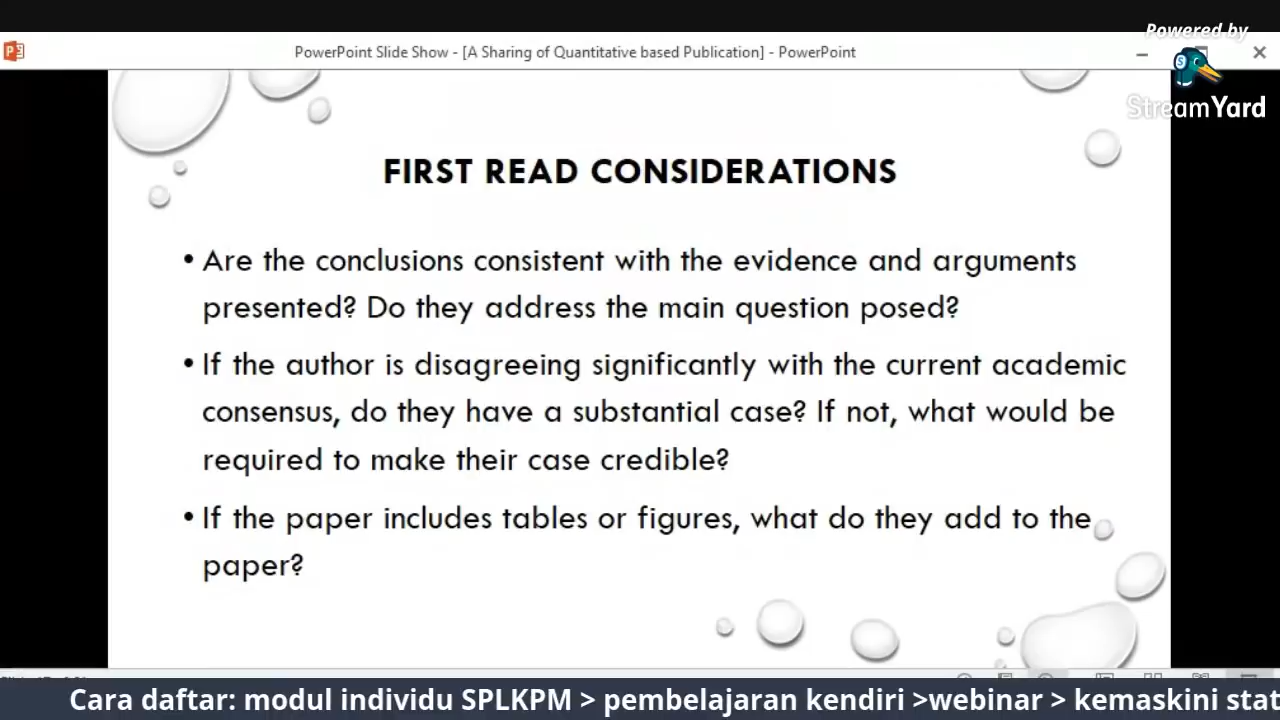 Powered by
PowerPoint Slide Show - [A Sharing of Quantitative based Publication] - PowerPoint
StreamYard
FIRST READ CONSIDERATIONS
• Are the conclusions consistent with the evidence and arguments
presented? Do they address the main question posed?
• If the author is disagreeing significantly with the current academic
consensus, do they have a substantial case? If not, what would be
required to make their case credible?
• If the paper includes tables or figures, what do they add to the
paper?
Cara daftar: modul individu SPLKPM > pembelajaran kendiri >webinar > kemaskini stat